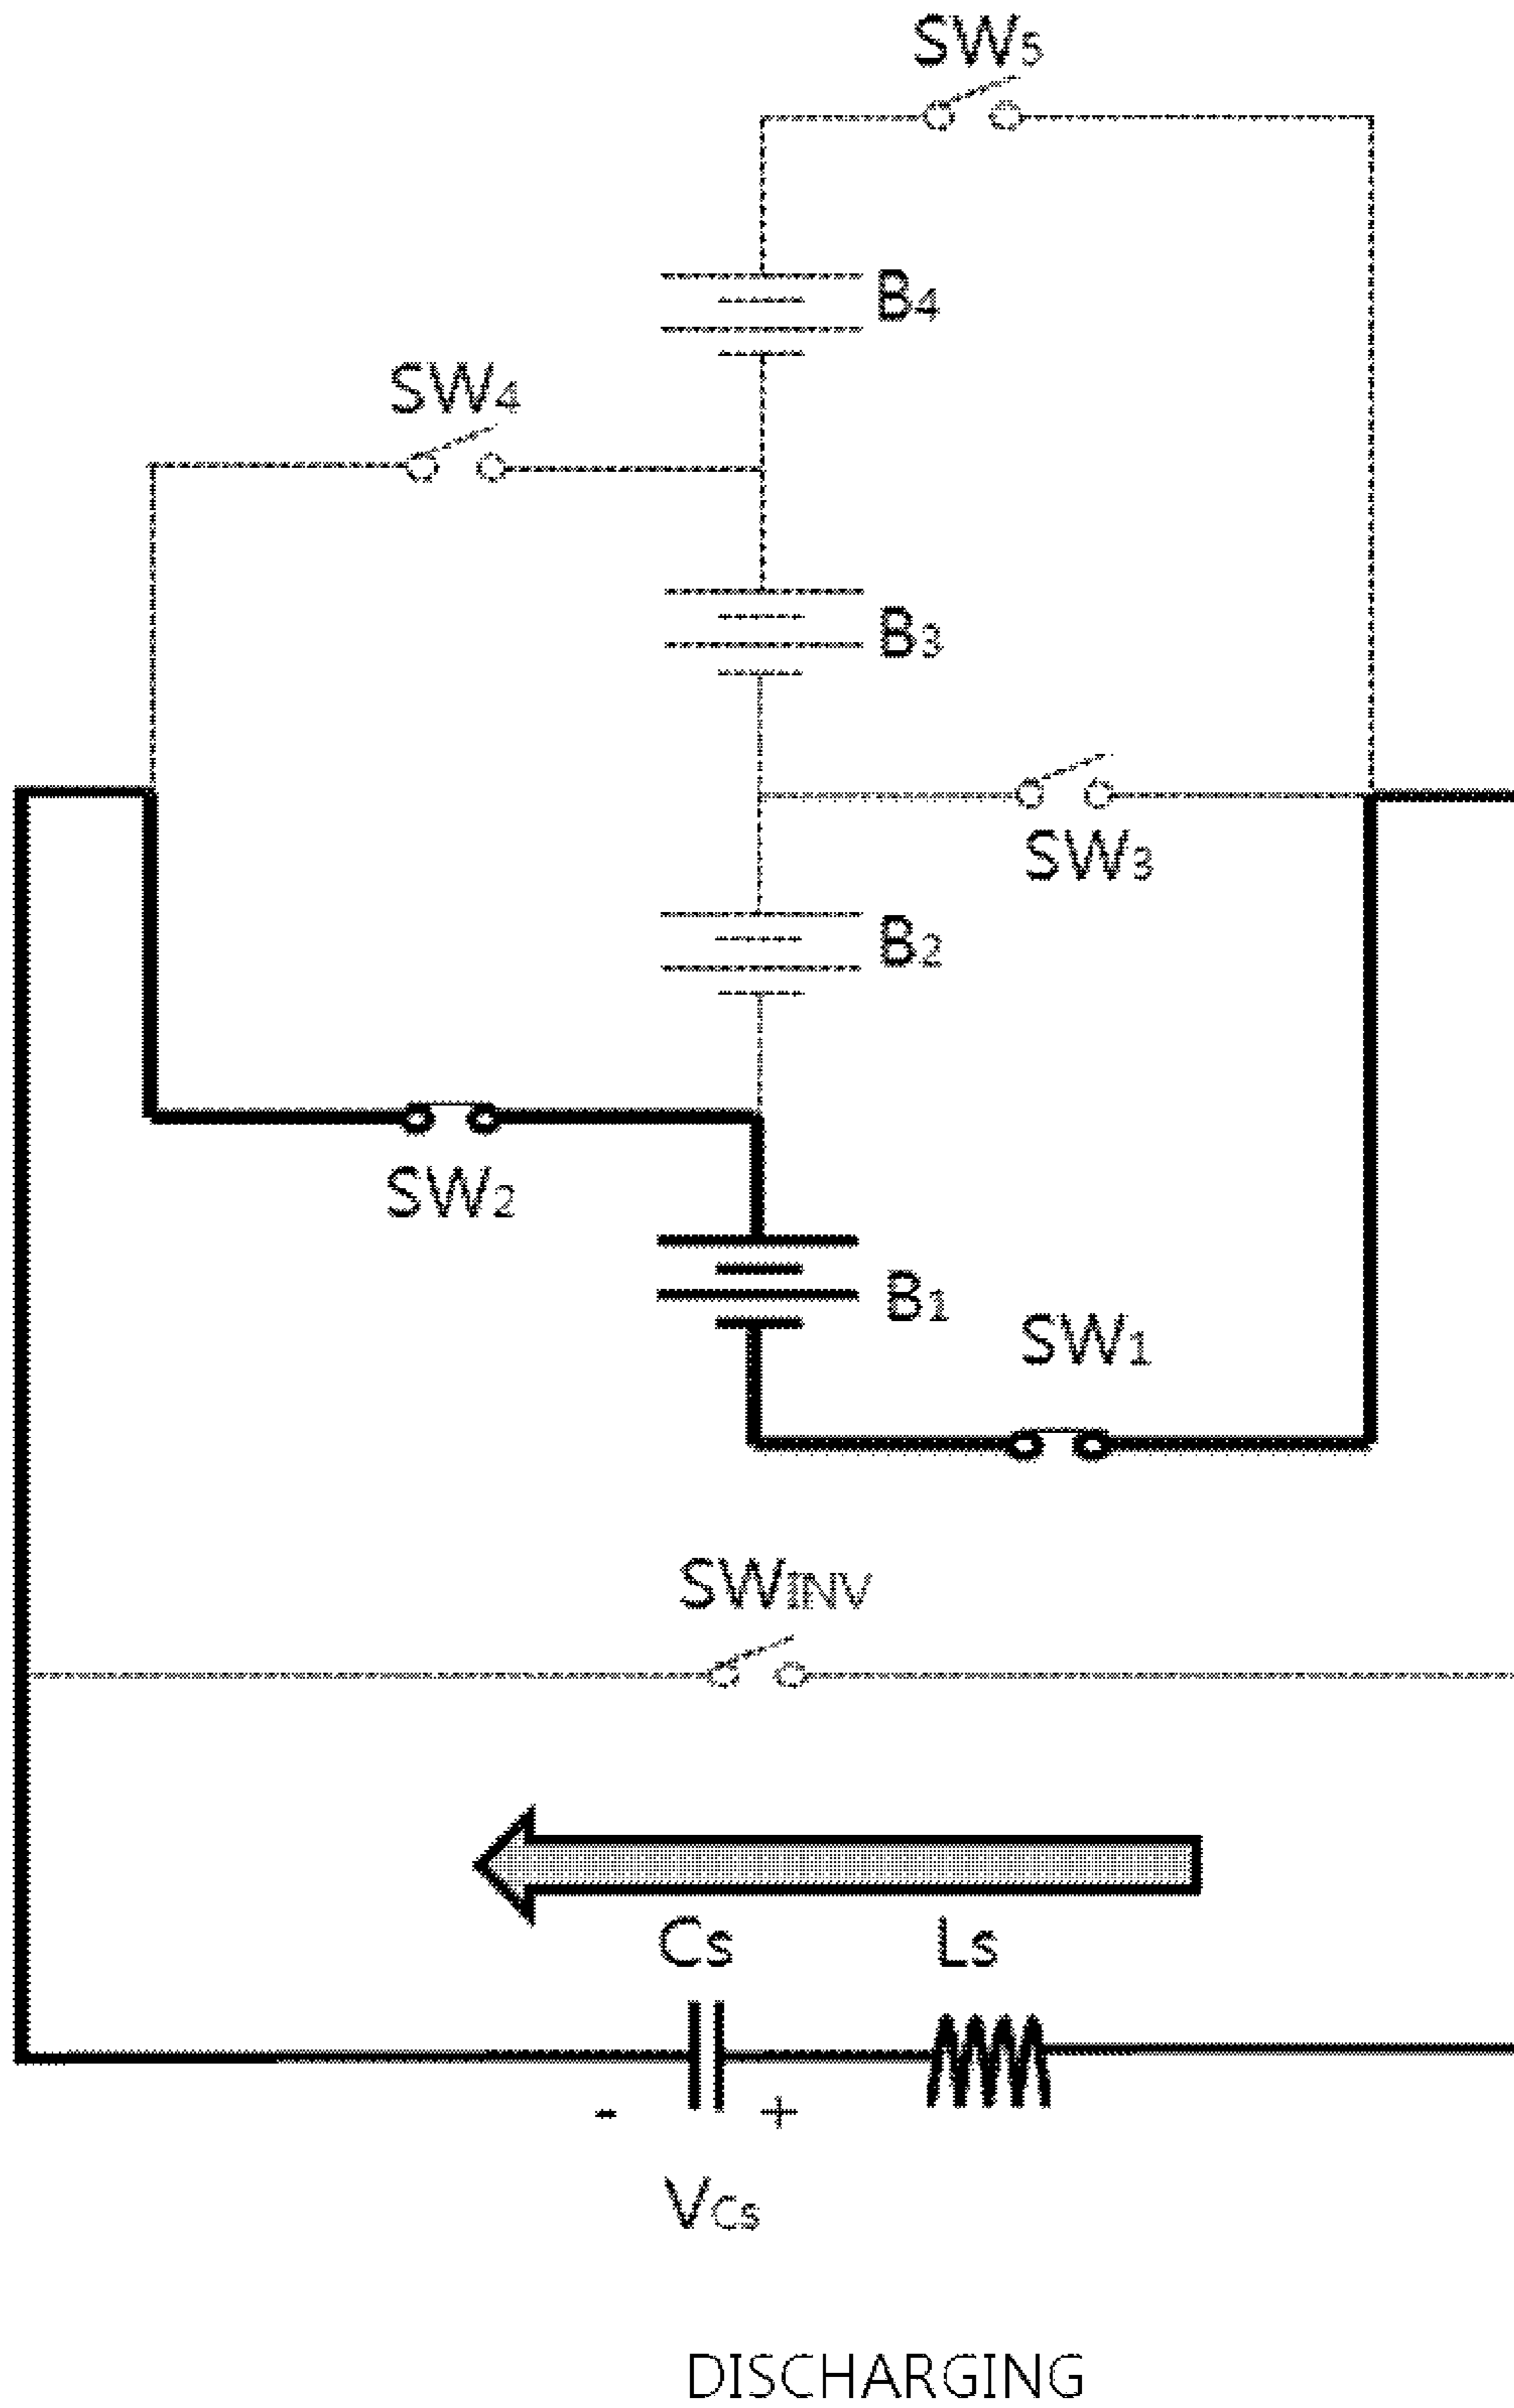 SW5
B4
SW4
B3
SW3
B2
SW2
B1
SW1
SWINV
Cs Ls
- +
VCs
DISCHARGING